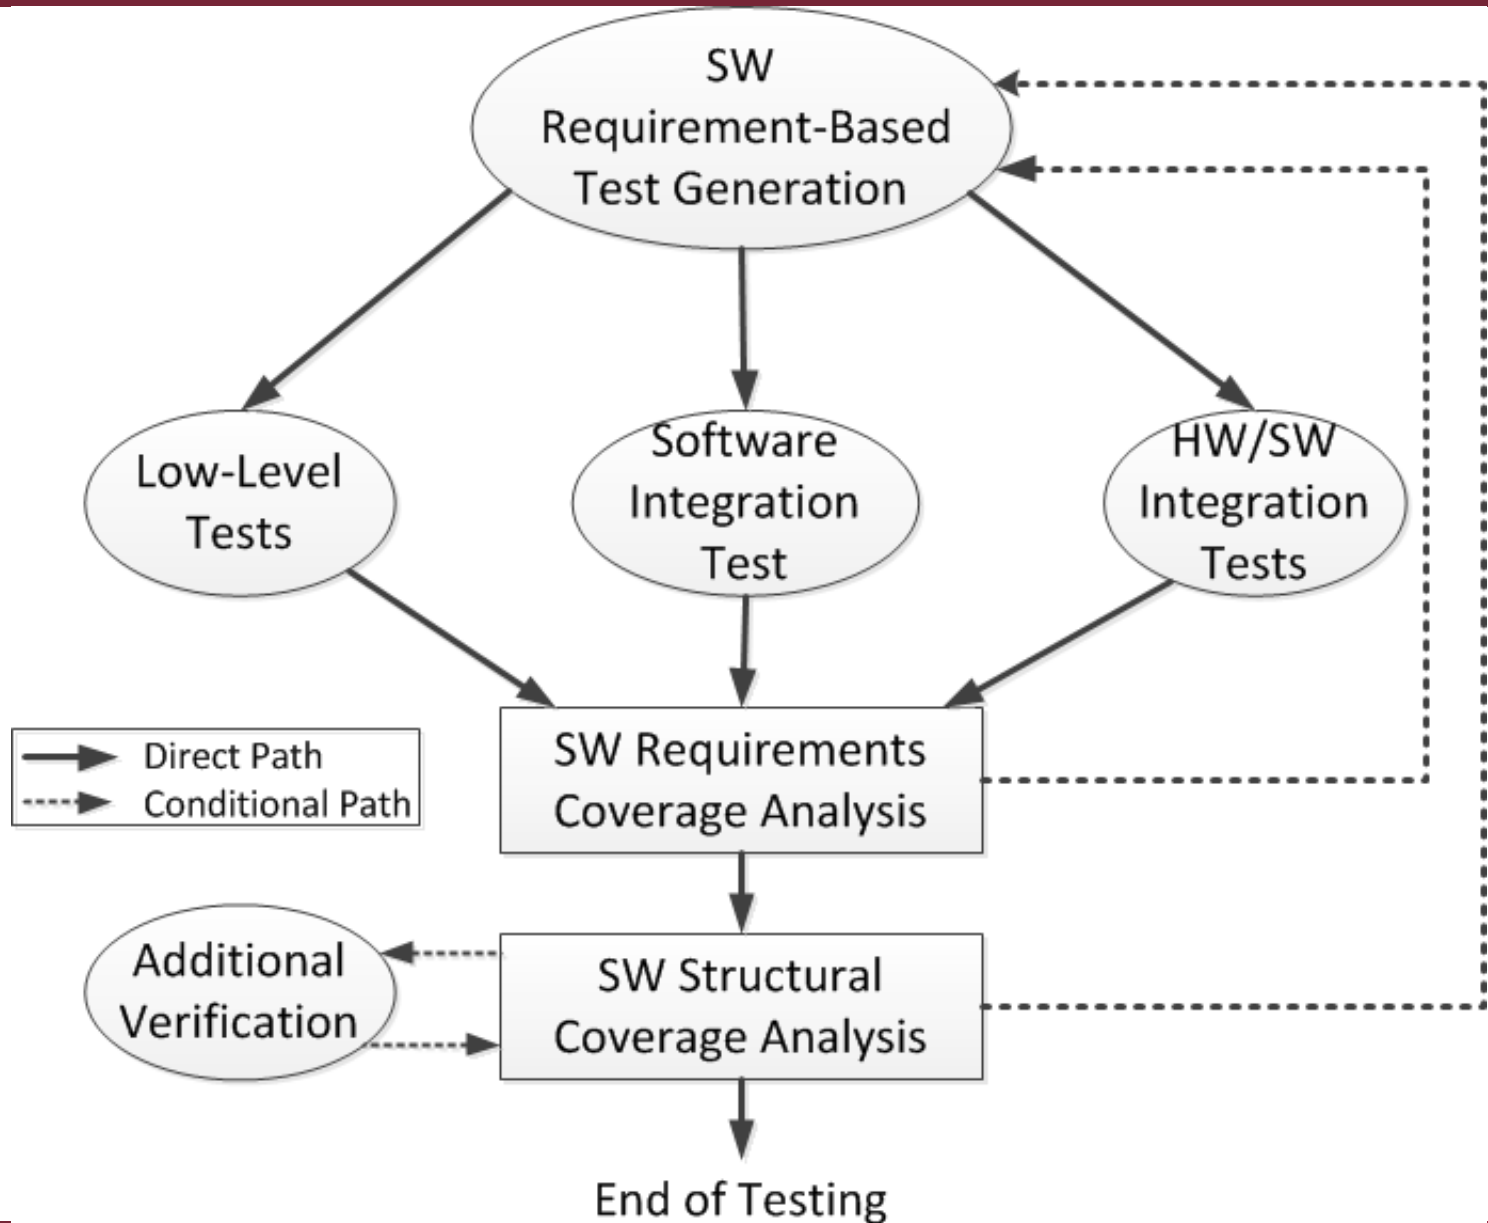 SW
Requirement-Based
Test Generation
Low-Level
Tests
Software
Integration
Test
HW/SW
Integration
Tests
SW Requirements
Coverage Analysis
Direct Path
Conditional Path
Additional
Verification
SW Structural
Coverage Analysis
End of Testing